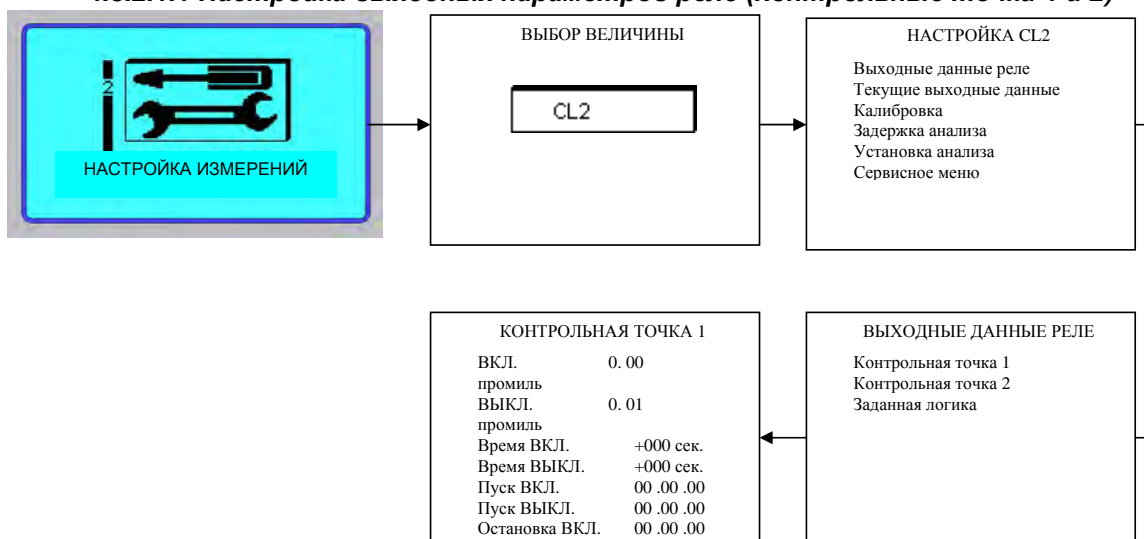 2
НАСТРОЙКА ИЗМЕРЕНИЙ
ВЫБОР ВЕЛИЧИНЫ
CL2
НАСТРОЙКА CL2
Выходные данные реле
Текущие выходные данные
Калибровка
Задержка анализа
Установка анализа
Сервисное меню
КОНТРОЛЬНАЯ ТОЧКА 1
ВКЛ. 0. 00
промиль
ВЫКЛ. 0. 01
промиль
Время ВКЛ. +000 сек.
Время ВЫКЛ. +000 сек.
Пуск ВКЛ. 00 .00 .00
Пуск ВЫКЛ. 00 .00 .00
Остановка ВКЛ. 00 .00 .00
ВЫХОДНЫЕ ДАННЫЕ РЕЛЕ
Контрольная точка 1
Контрольная точка 2
Заданная логика